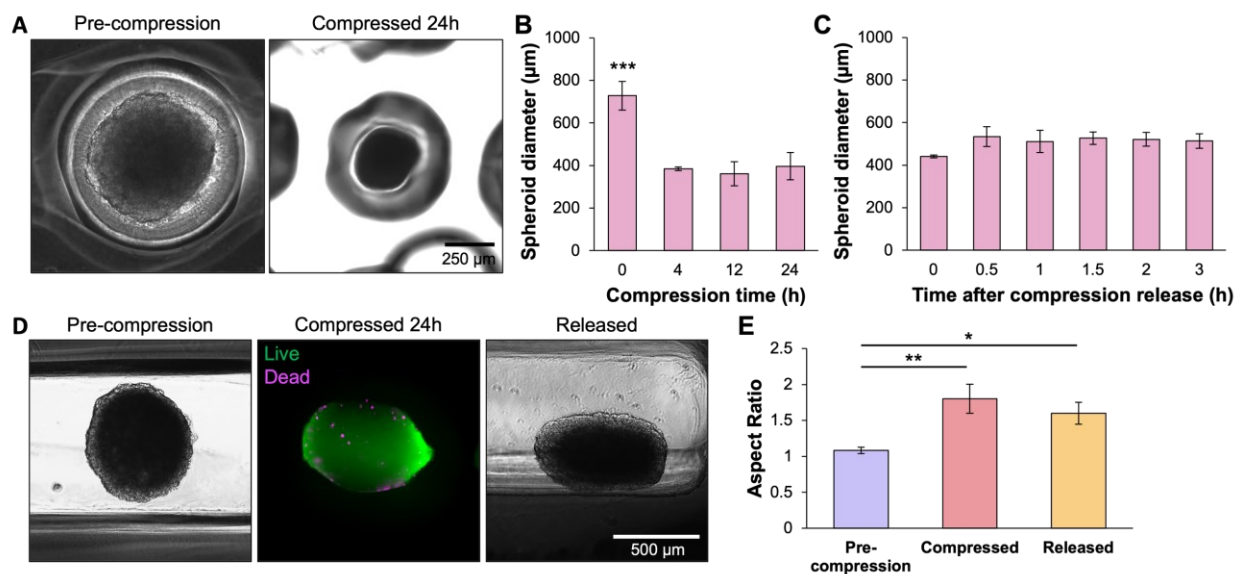 A
Pre-compression
Compressed 24h
250 µm
B
Spheroid diameter (µm)
1000
800
600
400
200
0
***
0 4 12 24
Compression time (h)
C
Spheroid diameter (µm)
1000
800
600
400
200
0
0 0.5 1 1.5 2 3
Time after compression release (h)
D
Pre-compression
Compressed 24h
Released
Live
Dead
500 µm
E
Aspect Ratio
2.5
2
1.5
1
0.5
0
*
**
Pre-
compression
Compressed
Released